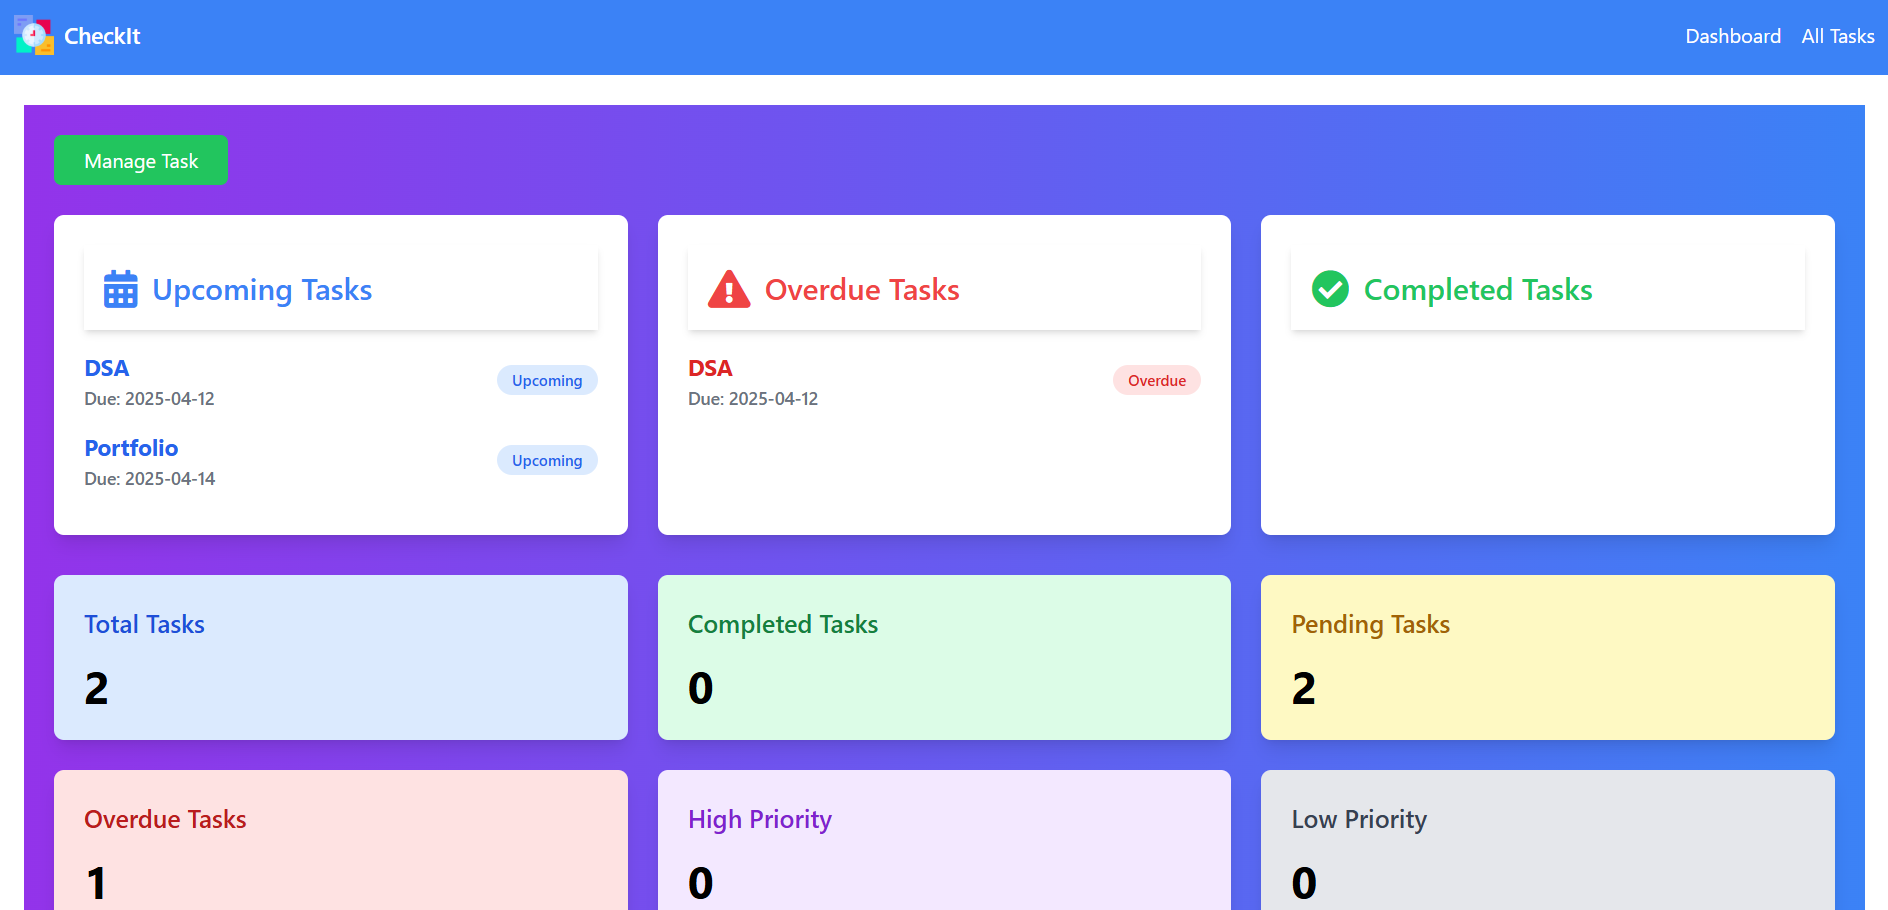 CheckIt
Dashboard All Tasks
Manage Task
Upcoming Tasks
DSA
Due: 2025-04-12
Upcoming
Portfolio
Due: 2025-04-14
Upcoming
Overdue Tasks
DSA
Due: 2025-04-12
Overdue
Completed Tasks
Total Tasks
2
Completed Tasks
0
Pending Tasks
2
Overdue Tasks
1
High Priority
0
Low Priority
0